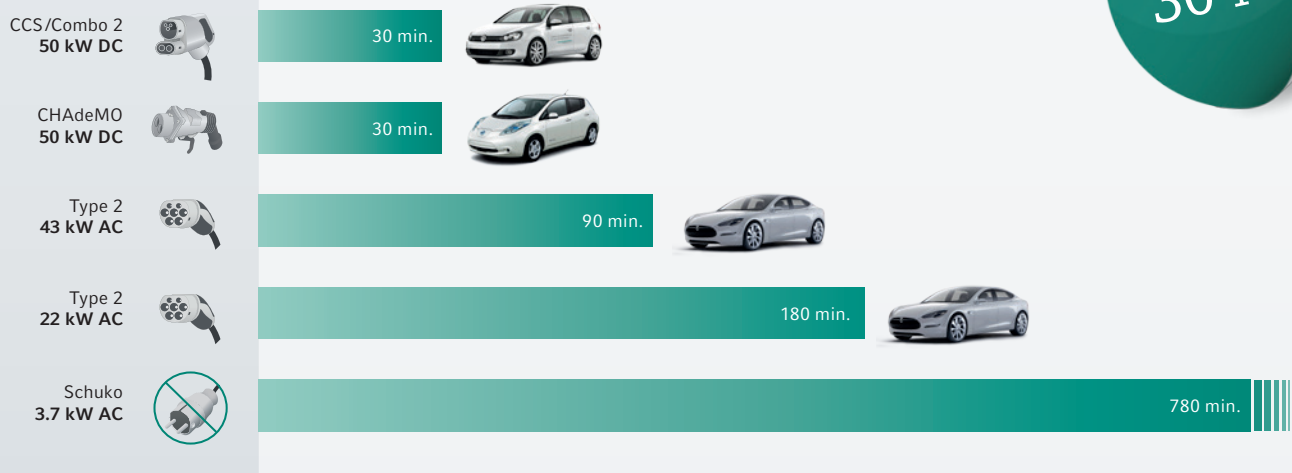 CCS/Combo 2
50 kW DC
30 min.
CHAdeMO
50 kW DC
30 min.
Type 2
43 kW AC
90 min.
Type 2
22 kW AC
180 min.
Schuko
3.7 kW AC
780 min.
30